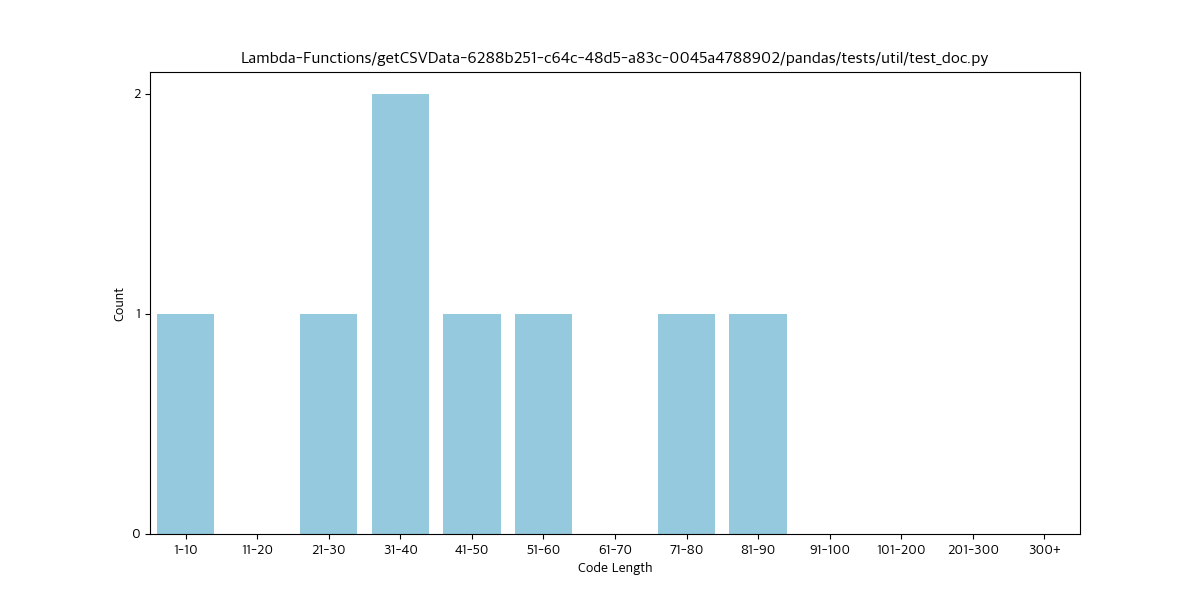 Lambda-Functions/getCSVData-6288b251-c64c-48d5-a83c-0045a4788902/pandas/tests/util/test_doc.py
2
1
0
Count
1-10 11-20 21-30 31-40 41-50 51-60 61-70 71-80 81-90 91-100 101-200 201-300 300+
Code Length